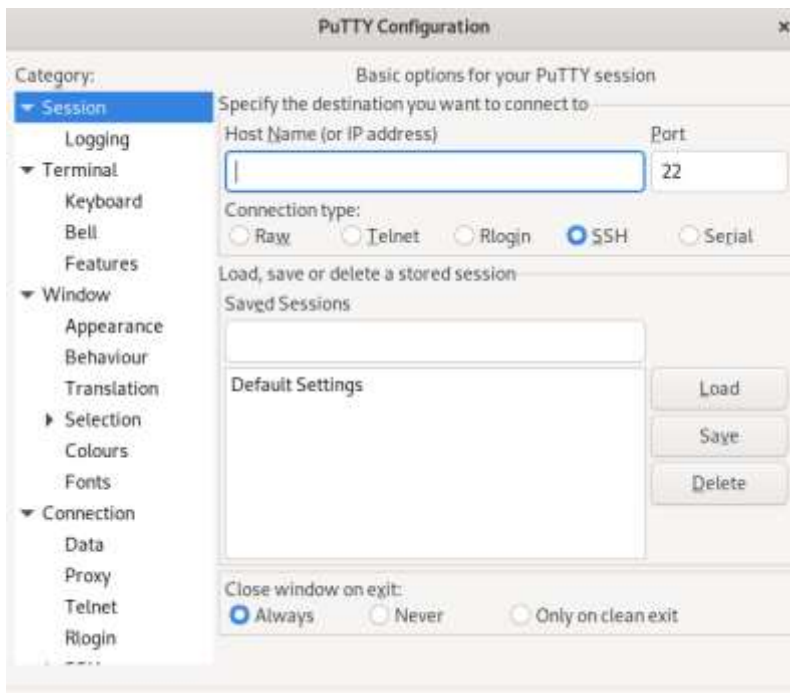 PuTTY Configuration
×
Category:
Session
Logging
Terminal
Keyboard
Bell
Features
Window
Appearance
Behaviour
Translation
Selection
Colours
Fonts
Connection
Data
Proxy
Telnet
Rlogin
Basic options for your PuTTY session
Specify the destination you want to connect to
Host Name (or IP address) Port
22
Connection type:
Raw Telnet Rlogin SSH Serial
Load, save or delete a stored session
Saved Sessions
Default Settings
Load
Save
Delete
Close window on exit:
Always Never Only on clean exit